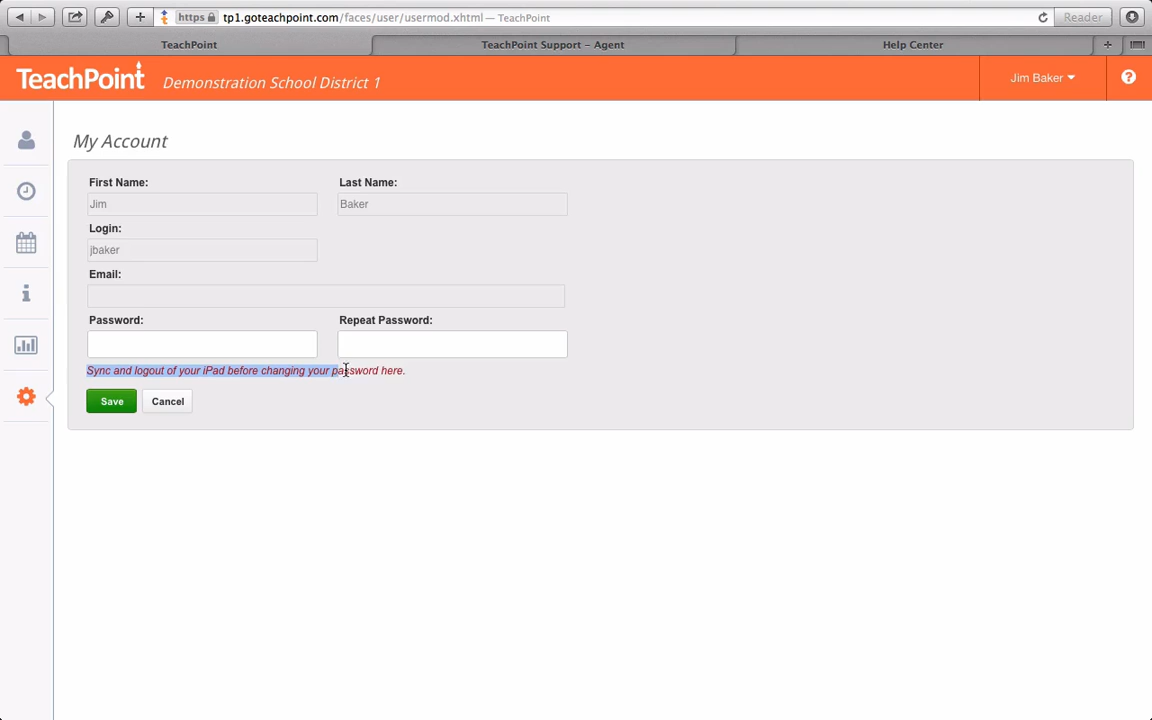 https tp1.goteachpoint.com/faces/user/usermod.xhtml — TeachPoint
Reader
TeachPoint
TeachPoint Support – Agent
Help Center
TeachPoint
Demonstration School District 1
Jim Baker
?
My Account
First Name:
Last Name:
Jim
Baker
Login:
jbaker
Email:
Password:
Repeat Password:
Sync and logout of your iPad before changing your password here.
Save
Cancel